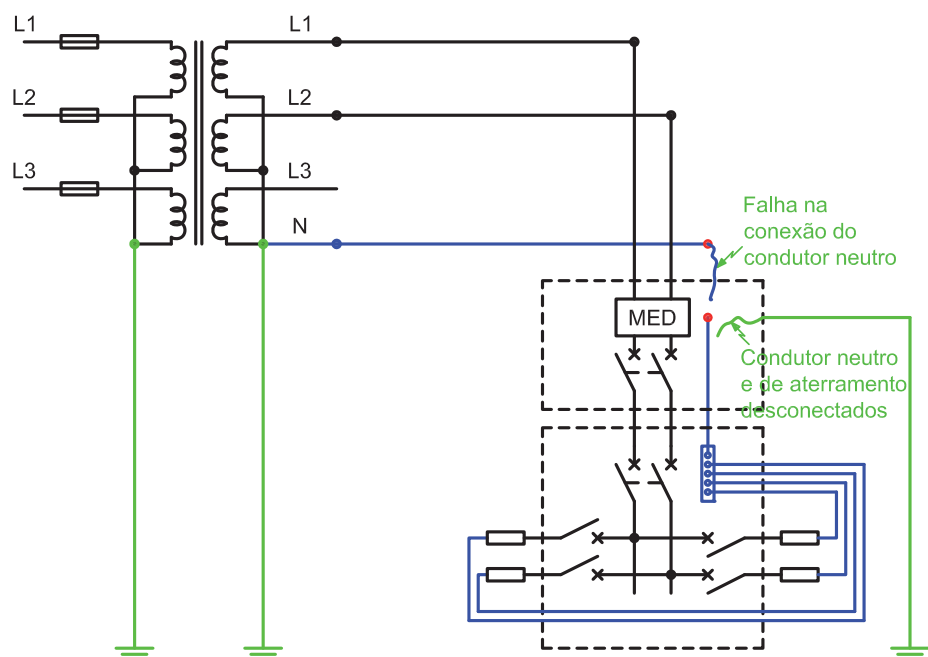 L1
L1
L2
L2
L3
L3
N
Falha na
conexão do
condutor neutro
MED
Condutor neutro
e de aterramento
desconectados